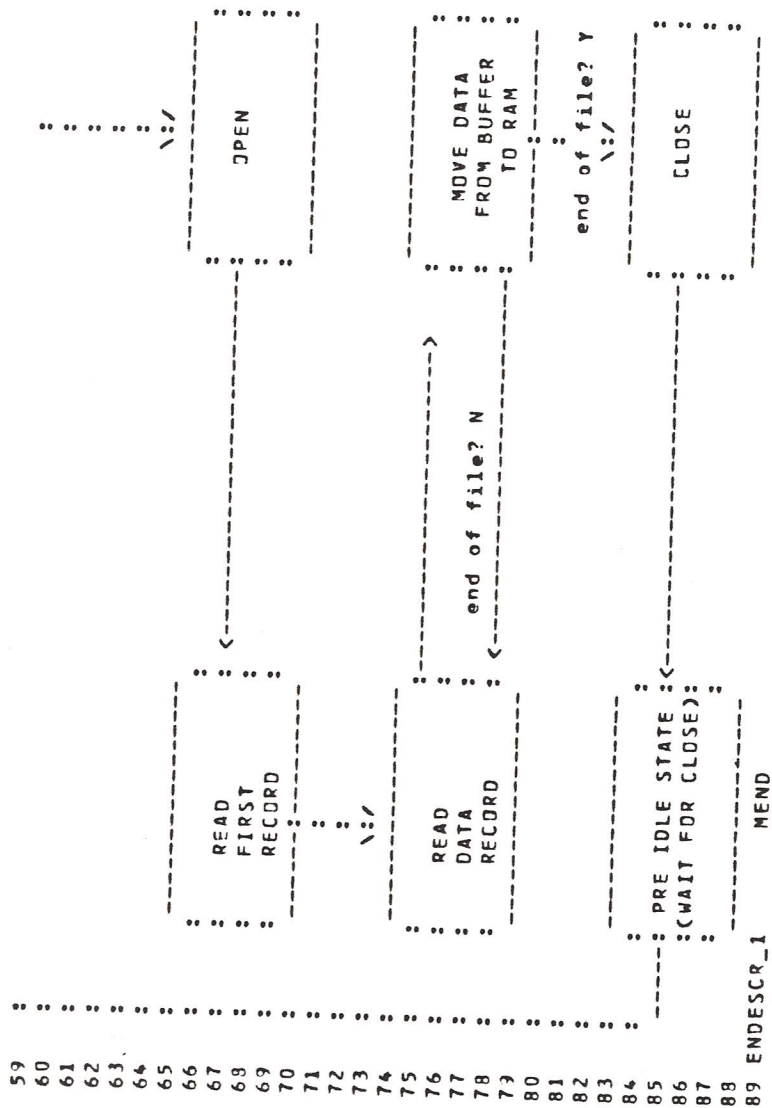 59 : :
60 : :
61 : :
62 : :
63 : :
64 : \:/
65 : ---------------- ----------------
66 : : : : :
67 : : READ : <------------------------------ : OPEN :
68 : : FIRST : : :
69 : : RECORD : : :
70 : -------:-------- ----------------
71 : :
72 : :
73 : \:/
74 : ---------------- ----------------
75 : : : ------------------------> : :
76 : : READ : : MOVE DATA :
77 : : DATA : end of file? N : FROM BUFFER :
78 : : RECORD : <---------------------------- : TO RAM :
79 : ---------------- -------:--------
80 : :
81 : end of file? Y
82 : \:/
83 : ---------------- ----------------
84 : : : : :
85 ------: PRE IDLE STATE :<------------------------------ : CLOSE :
86 :(WAIT FOR CLOSE): : :
87 : : : :
88 ---------------- ----------------
89 ENDESCR_1 MEND